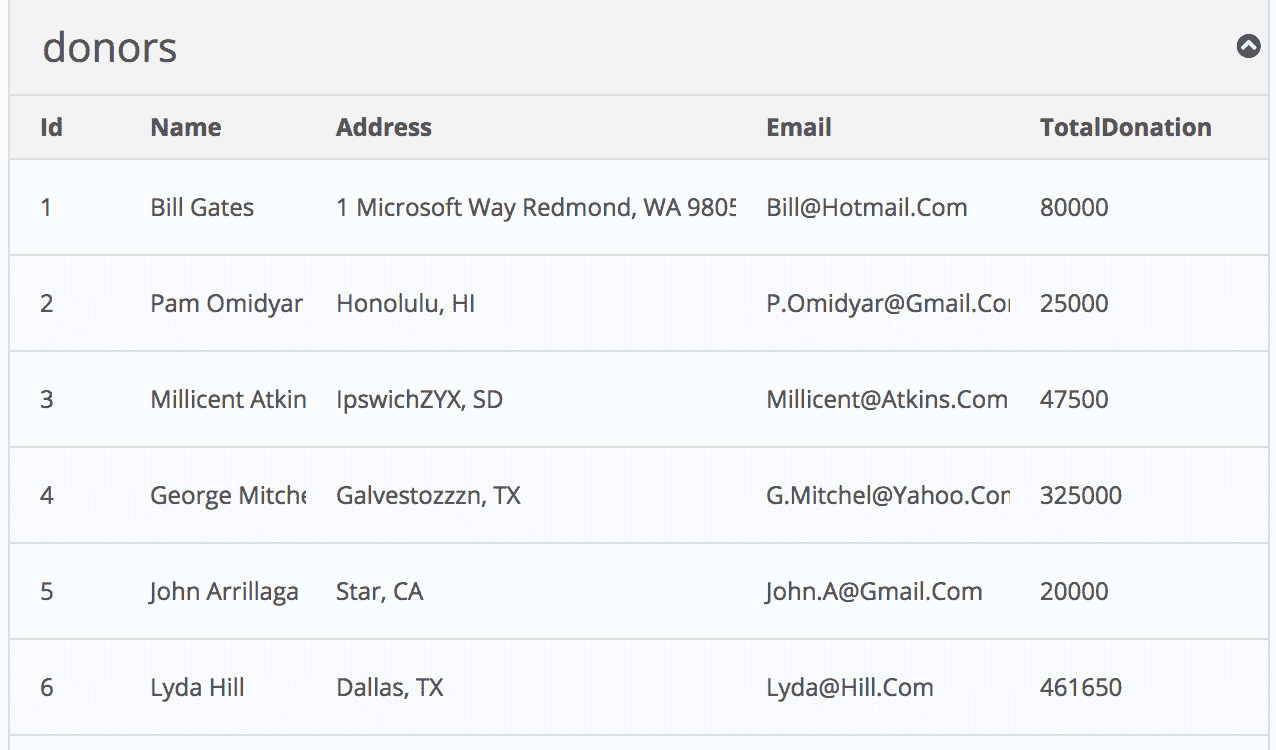 donors
Id Name Address Email TotalDonation
1 Bill Gates 1 Microsoft Way Redmond, WA 9805 Bill@Hotmail.Com 80000
2 Pam Omidyar Honolulu, HI P.Omidyar@Gmail.Co 25000
3 Millicent Atkin IpswichZYX, SD Millicent@Atkins.Com 47500
4 George Mitche Galvestozzzn, TX G.Mitchel@Yahoo.Com 325000
5 John Arrillaga Star, CA John.A@Gmail.Com 20000
6 Lyda Hill Dallas, TX Lyda@Hill.Com 461650